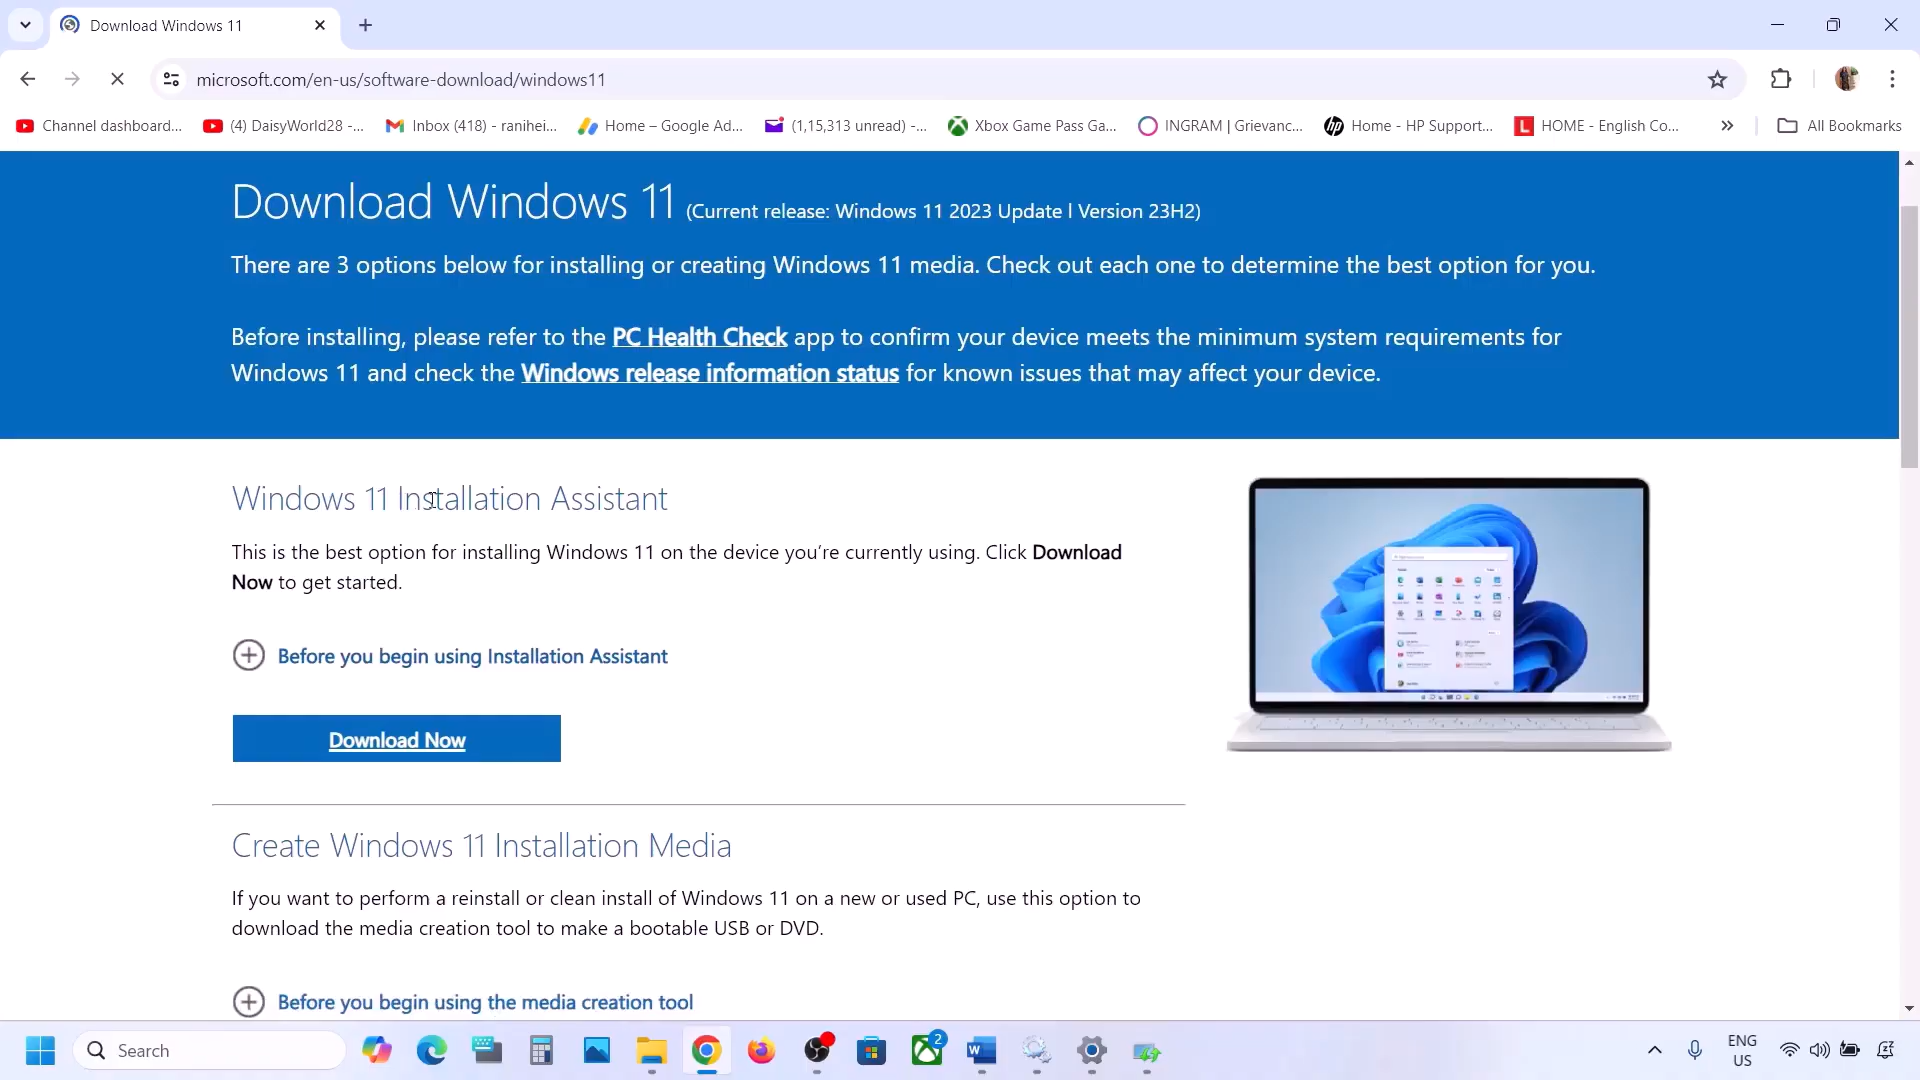 Download Windows 11
microsoft.com/en-us/software-download/windows11
Channel dashboard...
(4) DaisyWorld28 -...
Inbox (418) - ranihei...
Home – Google Ad...
(1,15,313 unread) -...
Xbox Game Pass Ga...
INGRAM | Grievanc...
Home - HP Support...
HOME - English Co...
All Bookmarks
Download Windows 11 (Current release: Windows 11 2023 Update l Version 23H2)
There are 3 options below for installing or creating Windows 11 media. Check out each one to determine the best option for you.
Before installing, please refer to the PC Health Check app to confirm your device meets the minimum system requirements for
Windows 11 and check the Windows release information status for known issues that may affect your device.
Windows 11 Installation Assistant
This is the best option for installing Windows 11 on the device you’re currently using. Click Download
Now to get started.
Before you begin using Installation Assistant
Download Now
Create Windows 11 Installation Media
If you want to perform a reinstall or clean install of Windows 11 on a new or used PC, use this option to
download the media creation tool to make a bootable USB or DVD.
Before you begin using the media creation tool
Search
2
ENG
US